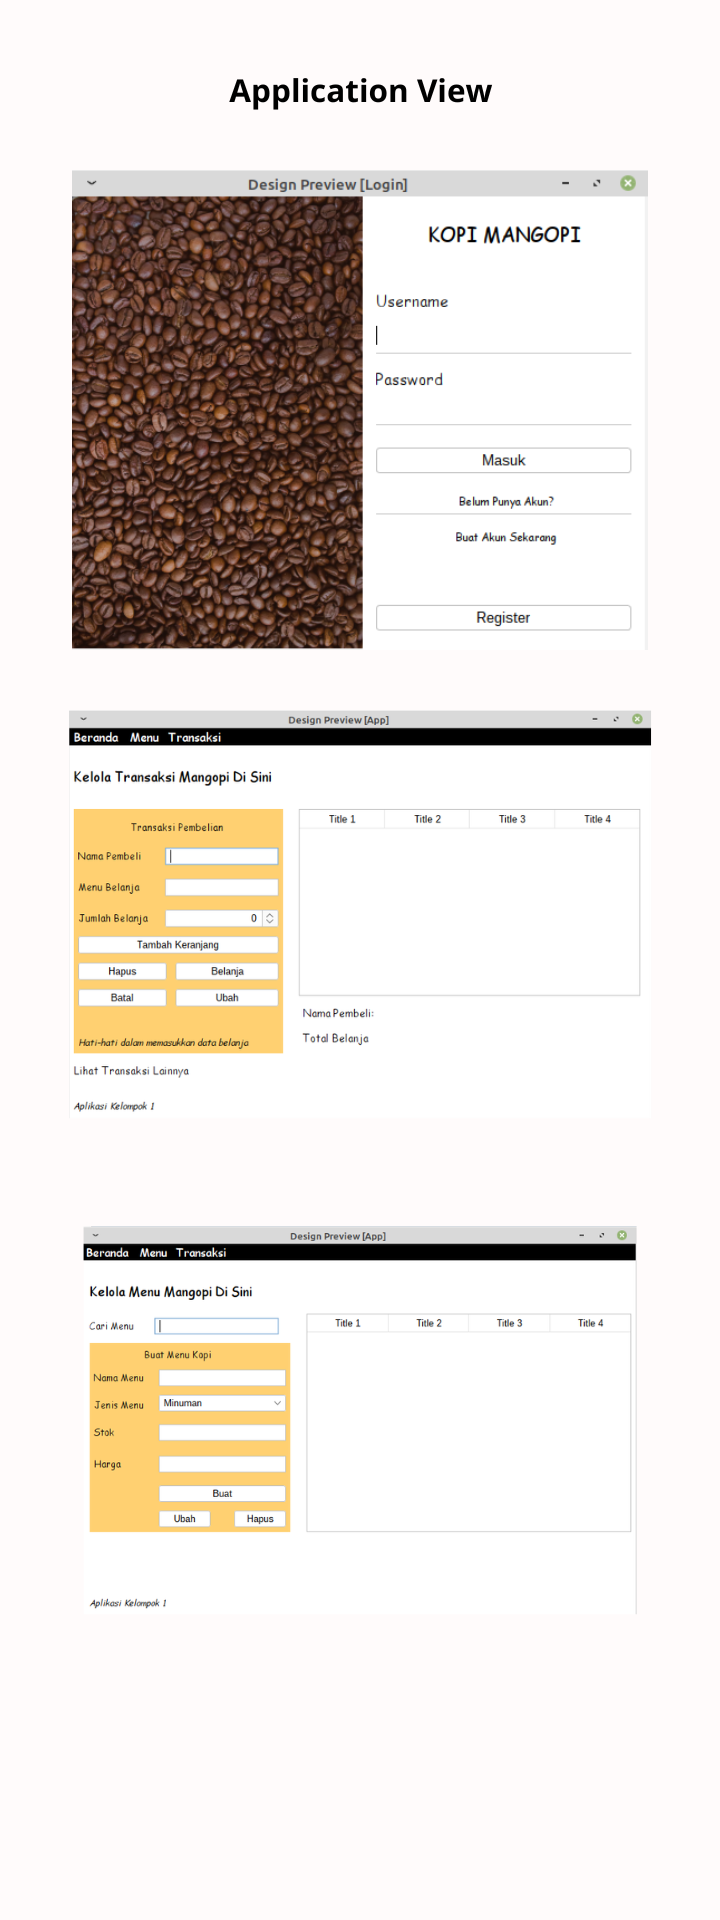 Application View
Design Preview [Login]
KOPI MANGOPI
Username
Password
Masuk
Belum Punya Akun?
Buat Akun Sekarang
Register
Design Preview [App]
Beranda Menu Transaksi
Kelola Transaksi Mangopi Di Sini
Transaksi Pembelian
Nama Pembeli
Menu Belanja
Jumlah Belanja 0
Tambah Keranjang
Hapus Belanja
Batal Ubah
Hati-hati dalam memasukkan data belanja
Title 1 Title 2 Title 3 Title 4
Nama Pembeli:
Total Belanja
Lihat Transaksi Lainnya
Aplikasi Kelompok 1
Design Preview [App]
Beranda Menu Transaksi
Kelola Menu Mangopi Di Sini
Cari Menu
Buat Menu Kopi
Nama Menu
Jenis Menu Minuman
Stok
Harga
Buat
Ubah Hapus
Title 1 Title 2 Title 3 Title 4
Aplikasi Kelompok 1